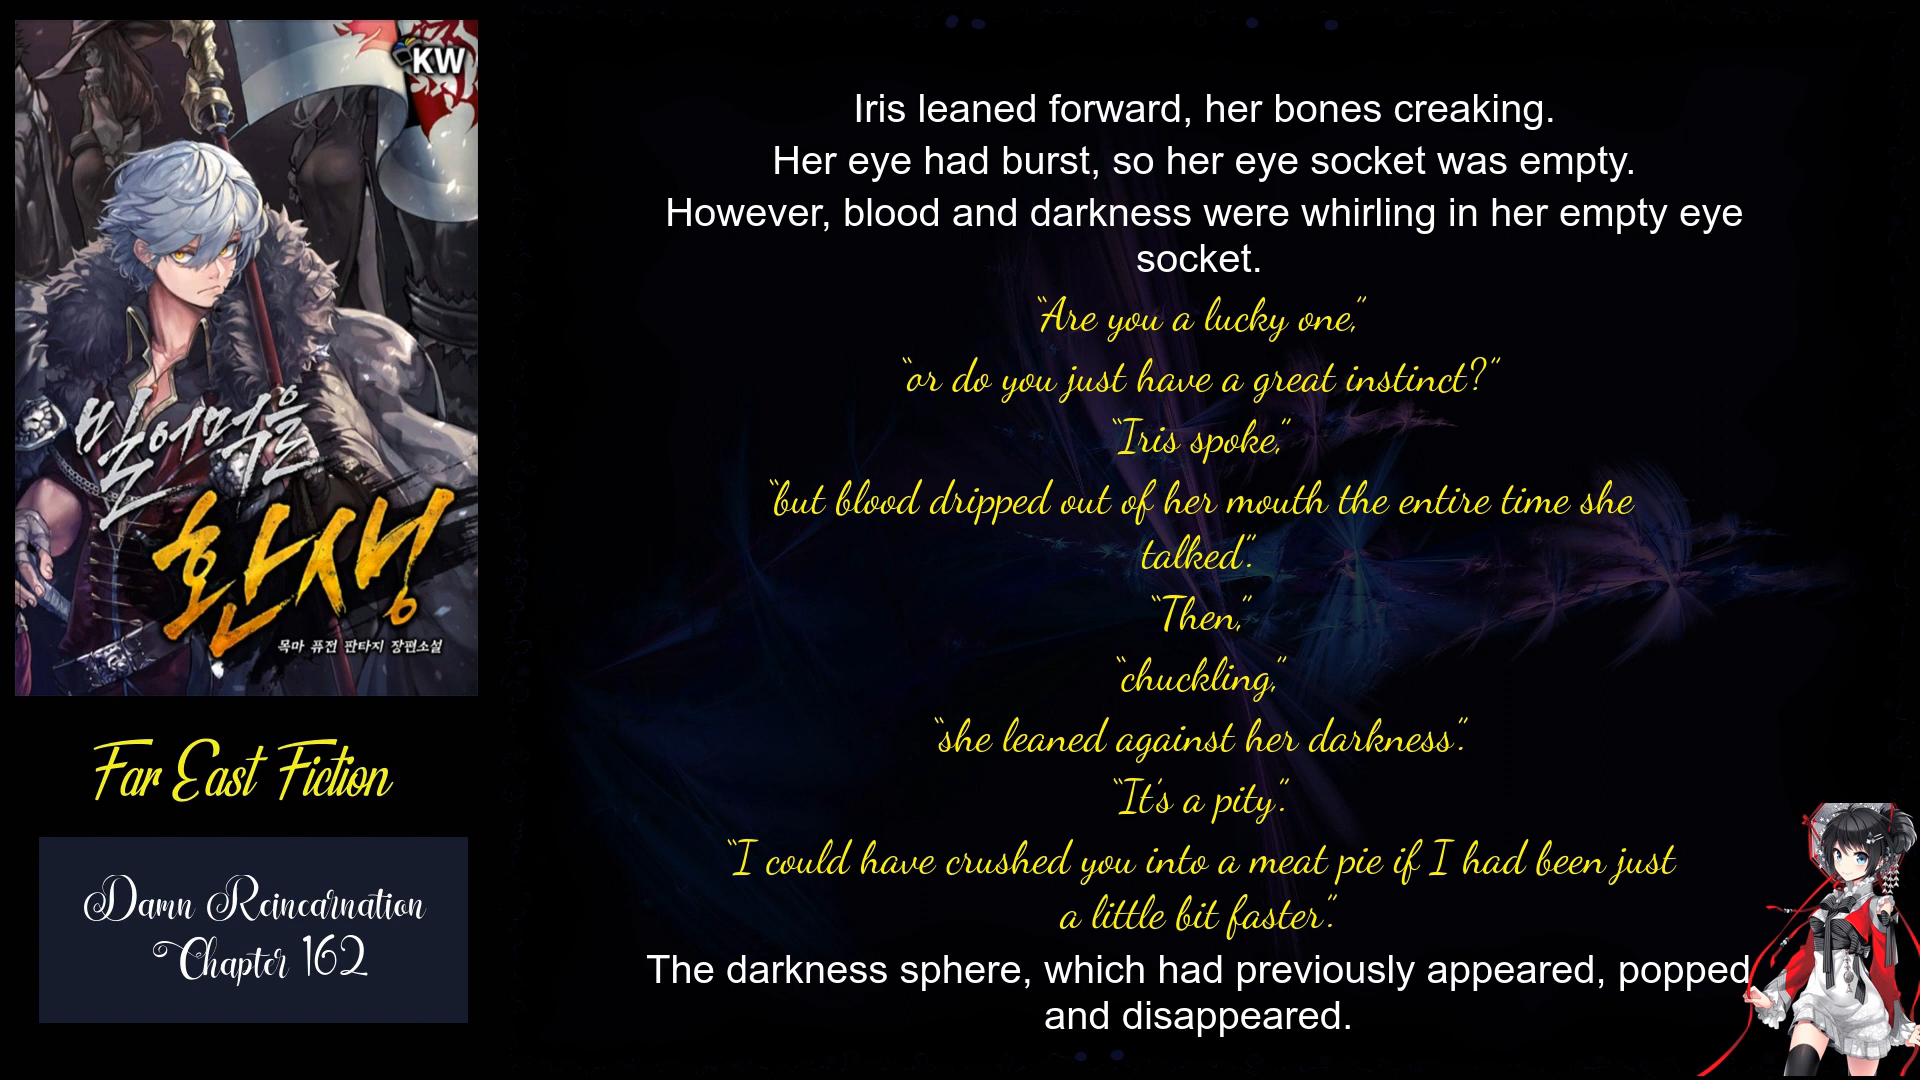 KW
빌어먹을
환생
목마 퓨전 판타지 장편소설
Far East Fiction
Damn Reincarnation
Chapter 162
Iris leaned forward, her bones creaking.
Her eye had burst, so her eye socket was empty.
However, blood and darkness were whirling in her empty eye
socket.
“Are you a lucky one,”
“or do you just have a great instinct?”
“Iris spoke,”
“but blood dripped out of her mouth the entire time she
talked”.
“Then,”
“chuckling,”
“she leaned against her darkness”.
“It's a pity”.
“I could have crushed you into a meat pie if I had been just
a little bit faster”.
The darkness sphere, which had previously appeared, popped
and disappeared.